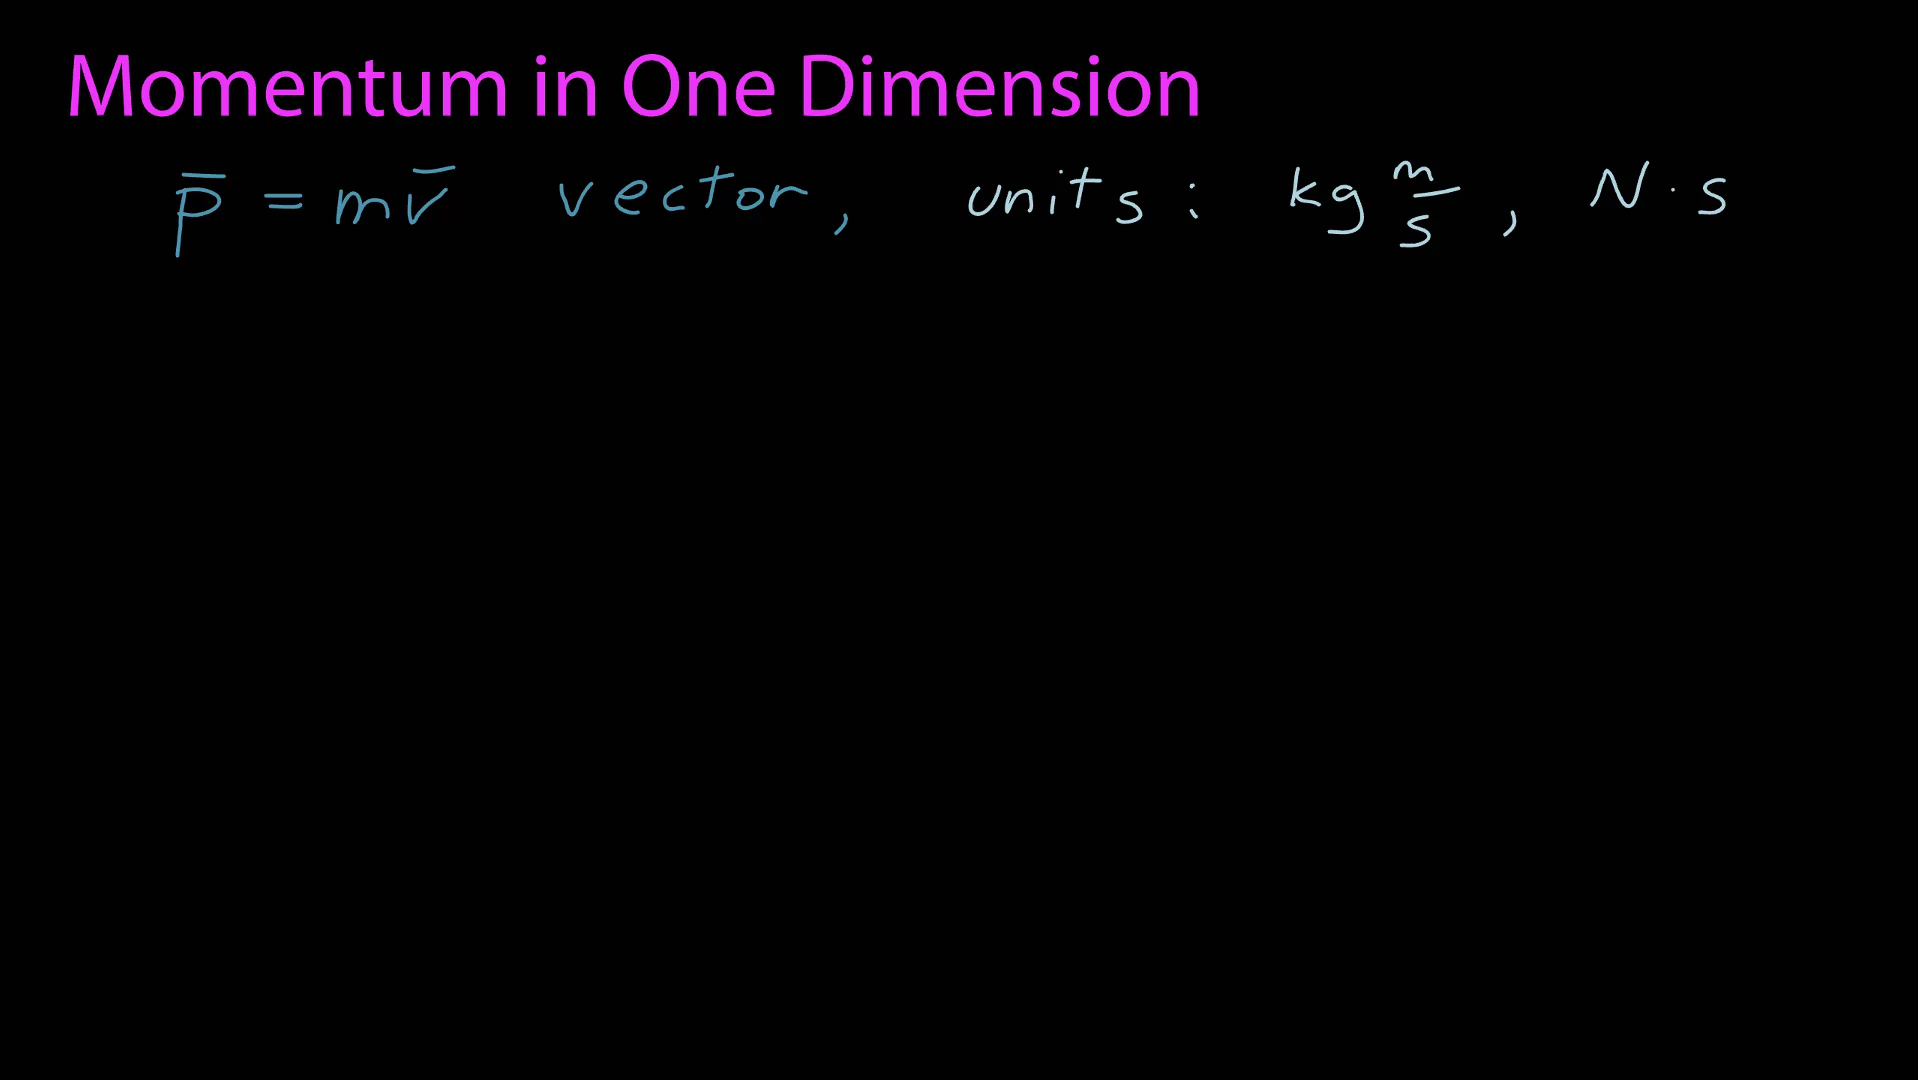 Momentum in One Dimension
p̅ = mv̅ vector, units: kg m/s, N·s